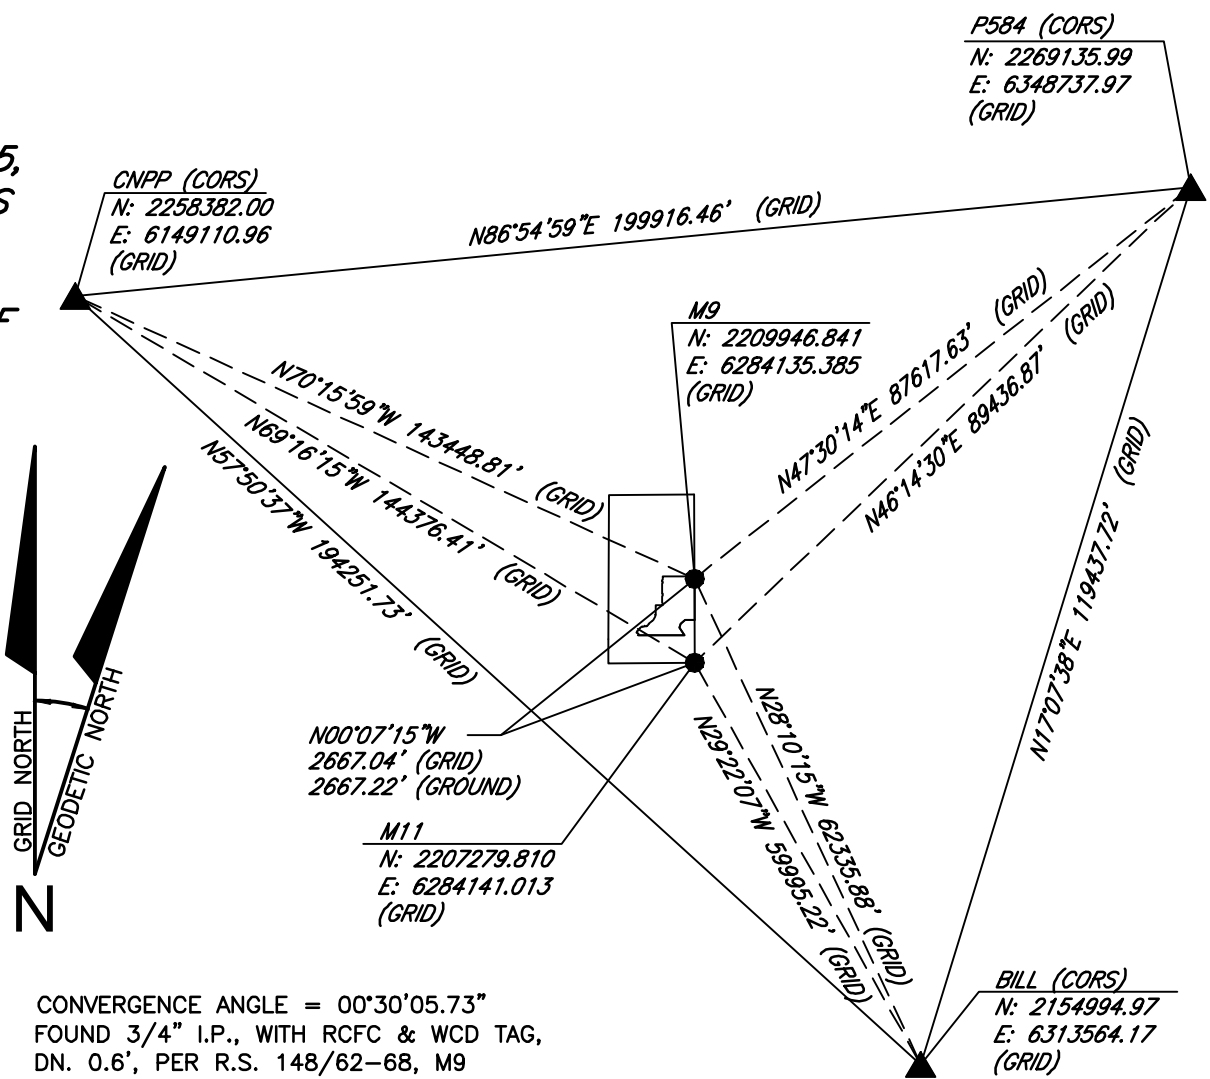 P584 (CORS)
N: 2269135.99
E: 6348737.97
(GRID)
5,
S
CNPP (CORS)
N: 2258382.00
E: 6149110.96
(GRID)
N86°54'59"E 199916.46' (GRID)
M9
N: 2209946.841
E: 6284135.385
(GRID)
N70°15'59"W 143448.81' (GRID)
N69°16'15"W 144376.41' (GRID)
N57°50'37"W 194251.73' (GRID)
N47°30'14"E 87617.63' (GRID)
N46°14'30"E 89436.87' (GRID)
N17°07'38"E 119437.72' (GRID)
N28°10'15"W 62335.88' (GRID)
N29°22'07"W 59995.22' (GRID)
N00°07'15"W
2667.04' (GRID)
2667.22' (GROUND)
M11
N: 2207279.810
E: 6284141.013
(GRID)
GRID NORTH
GEODETIC NORTH
N
BILL (CORS)
N: 2154994.97
E: 6313564.17
(GRID)
CONVERGENCE ANGLE = 00°30'05.73"
FOUND 3/4" I.P., WITH RCFC & WCD TAG,
DN. 0.6', PER R.S. 148/62-68, M9